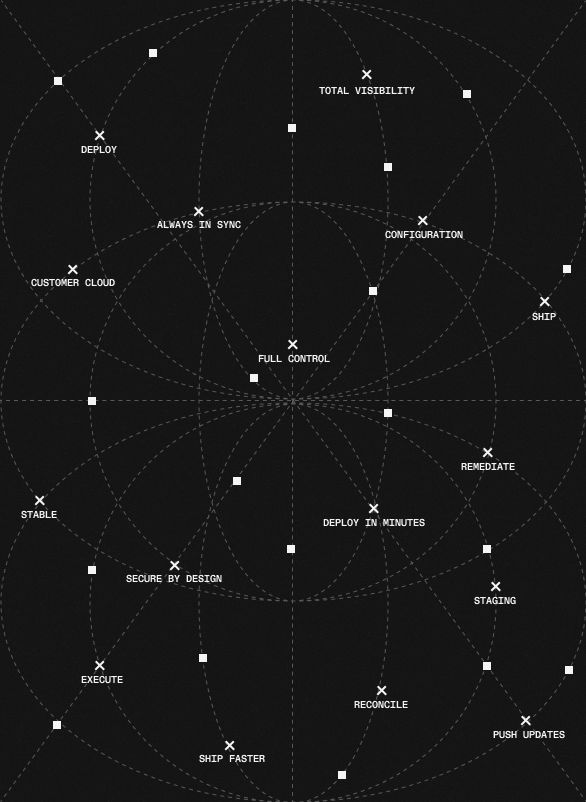 TOTAL VISIBILITY
DEPLOY
ALWAYS IN SYNC
CONFIGURATION
CUSTOMER CLOUD
SHIP
FULL CONTROL
REMEDIATE
STABLE
DEPLOY IN MINUTES
SECURE BY DESIGN
STAGING
EXECUTE
RECONCILE
PUSH UPDATES
SHIP FASTER